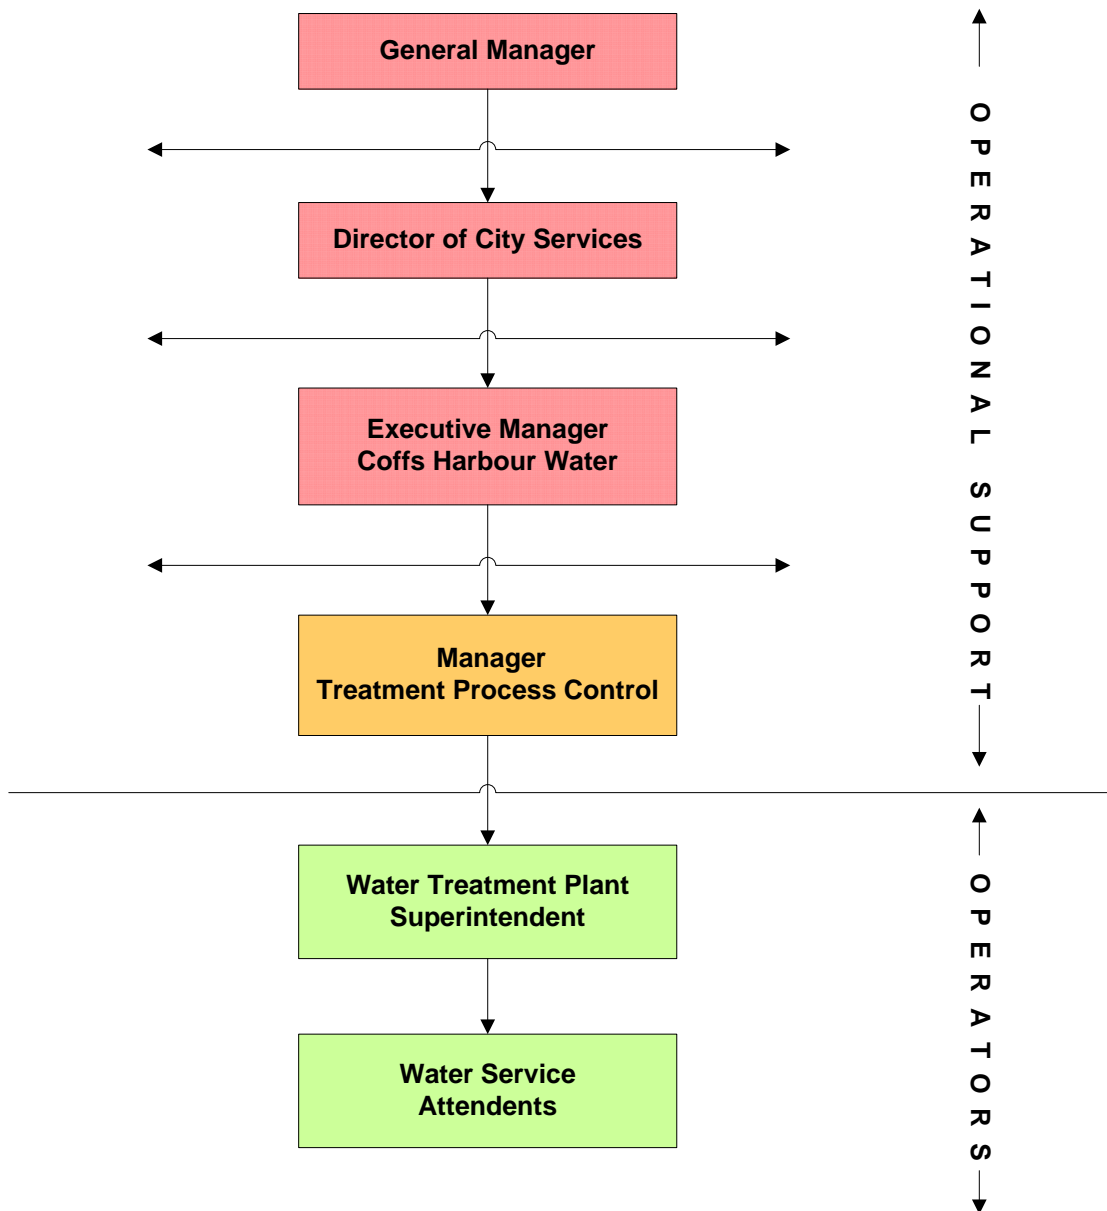 General Manager
OPERATIONAL SUPPORT
Director of City Services
Executive Manager
Coffs Harbour Water
Manager
Treatment Process Control
Water Treatment Plant
Superintendent
OPERATORS
Water Service
Attendents